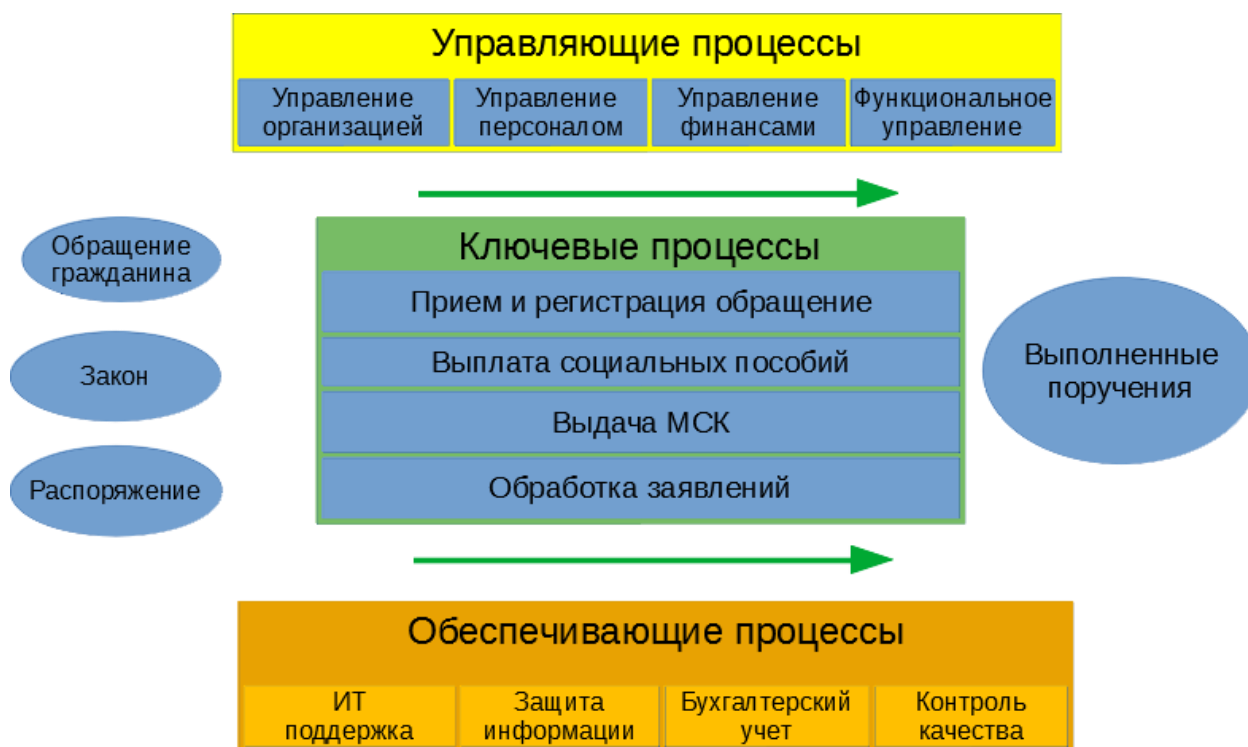 Управляющие процессы
Управление
организацией
Управление
персоналом
Управление
финансами
Функциональное
управление
Обращение
гражданина
Закон
Распоряжение
Ключевые процессы
Прием и регистрация обращение
Выплата социальных пособий
Выдача МСК
Обработка заявлений
Выполненные
поручения
Обеспечивающие процессы
ИТ
поддержка
Защита
информации
Бухгалтерский
учет
Контроль
качества